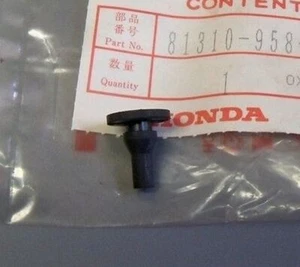 CONTENT
部品
番号
Part No. 81310-958
数量
Quantity 1
HONDA